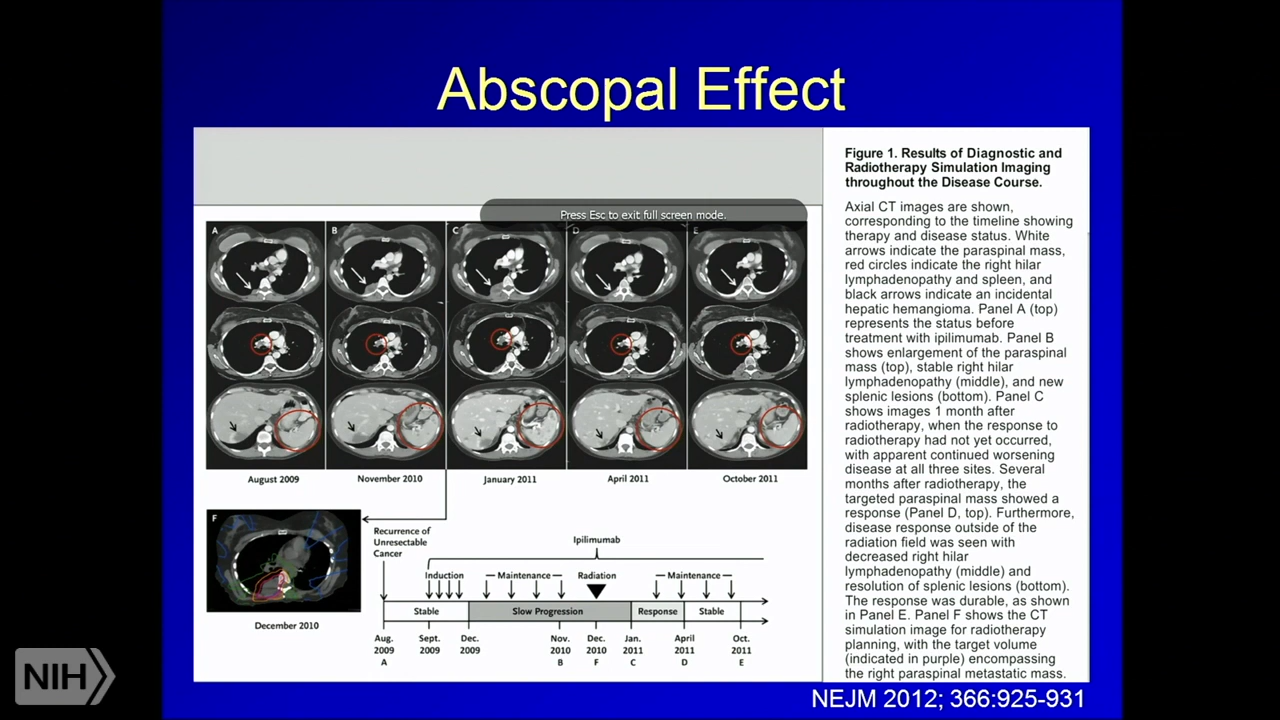 Abscopal Effect
Press Esc to exit full screen mode.
A
B
C
D
E
August 2009
November 2010
January 2011
April 2011
October 2011
F
December 2010
Recurrence of
Unresectable
Cancer
Ipilimumab
Induction
Maintenance
Radiation
Maintenance
Stable
Slow Progression
Response
Stable
Aug.
2009
A
Sept.
2009
Dec.
2009
Nov.
2010
B
Dec.
2010
F
Jan.
2011
C
April
2011
D
Oct.
2011
E
Figure 1. Results of Diagnostic and
Radiotherapy Simulation Imaging
throughout the Disease Course.
Axial CT images are shown,
corresponding to the timeline showing
therapy and disease status. White
arrows indicate the paraspinal mass,
red circles indicate the right hilar
lymphadenopathy and spleen, and
black arrows indicate an incidental
hepatic hemangioma. Panel A (top)
represents the status before
treatment with ipilimumab. Panel B
shows enlargement of the paraspinal
mass (top), stable right hilar
lymphadenopathy (middle), and new
splenic lesions (bottom). Panel C
shows images 1 month after
radiotherapy, when the response to
radiotherapy had not yet occurred,
with apparent continued worsening
disease at all three sites. Several
months after radiotherapy, the
targeted paraspinal mass showed a
response (Panel D, top). Furthermore,
disease response outside of the
radiation field was seen with
decreased right hilar
lymphadenopathy (middle) and
resolution of splenic lesions (bottom).
The response was durable, as shown
in Panel E. Panel F shows the CT
simulation image for radiotherapy
planning, with the target volume
(indicated in purple) encompassing
the right paraspinal metastatic mass.
NEJM 2012; 366:925-931
NIH